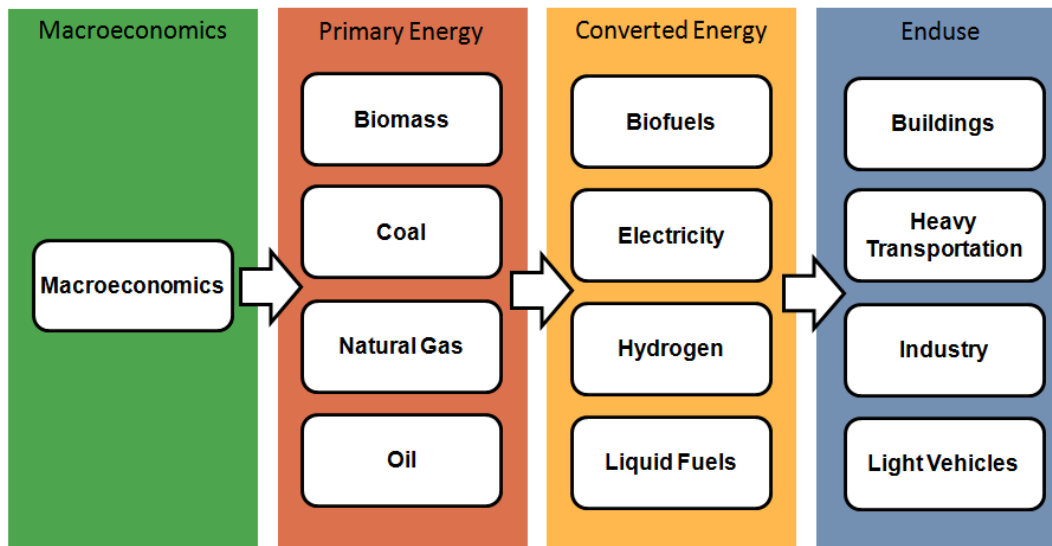 Macroeconomics
Macroeconomics
Primary Energy
Biomass
Coal
Natural Gas
Oil
Converted Energy
Biofuels
Electricity
Hydrogen
Liquid Fuels
Enduse
Buildings
Heavy
Transportation
Industry
Light Vehicles